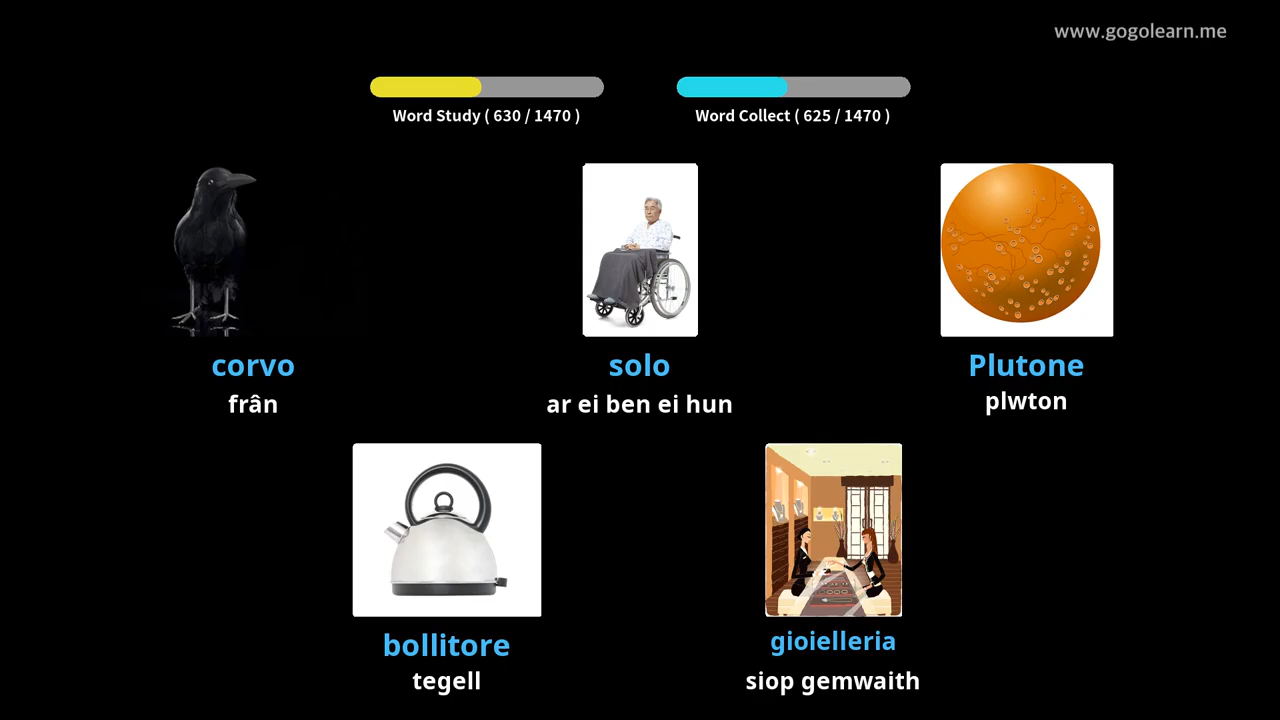 www.gogolearn.me
Word Study ( 630 / 1470 )
Word Collect ( 625 / 1470 )
corvo
frân
solo
ar ei ben ei hun
Plutone
plwton
bollitore
tegell
gioielleria
siop gemwaith